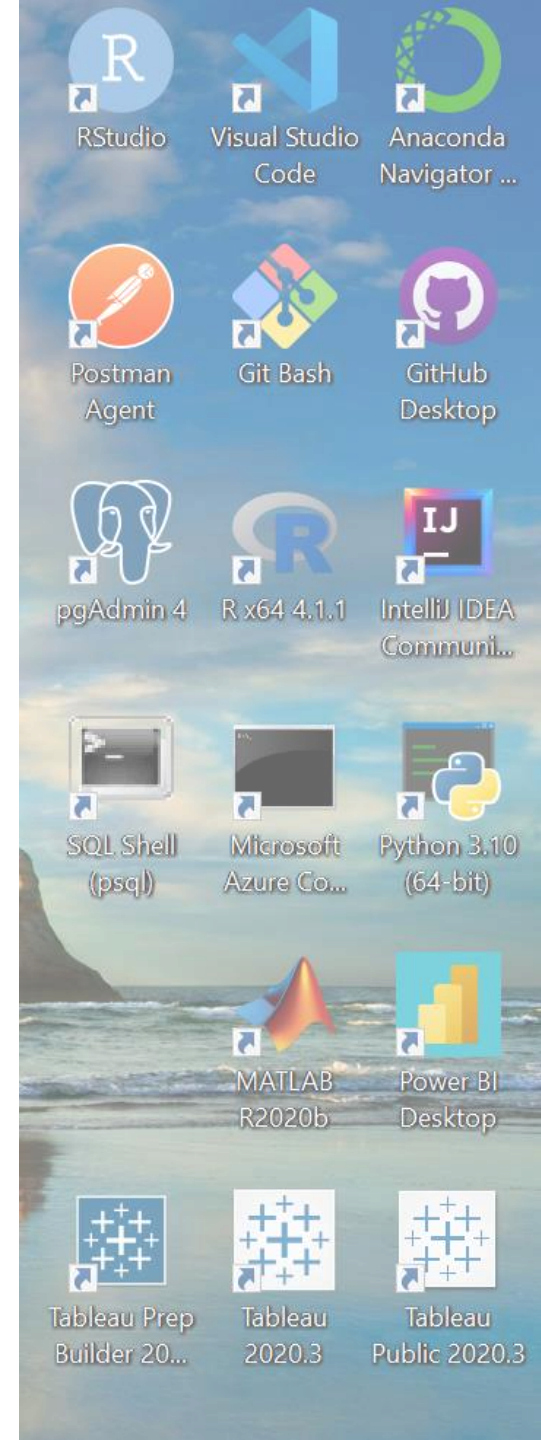 R
RStudio
Visual Studio
Code
Anaconda
Navigator ...
Postman
Agent
Git Bash
GitHub
Desktop
pgAdmin 4
R
R x64 4.1.1
IJ
IntelliJ IDEA
Communi...
SQL Shell
(psql)
Microsoft
Azure Co...
Python 3.10
(64-bit)
MATLAB
R2020b
Power BI
Desktop
Tableau Prep
Builder 20...
Tableau
2020.3
Tableau
Public 2020.3